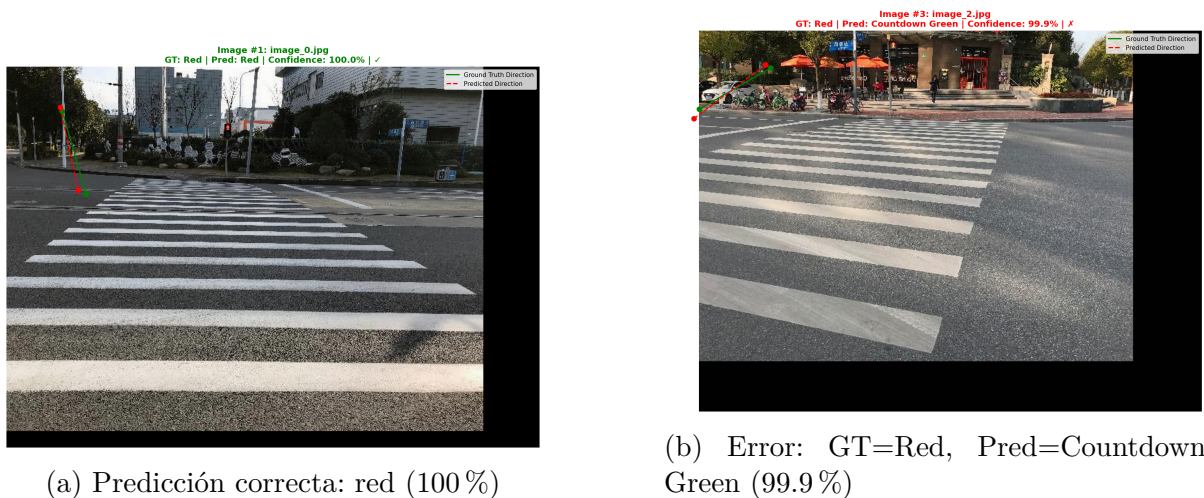 Image #1: image_0.jpg
GT: Red | Pred: Red | Confidence: 100.0% | ✓
Ground Truth Direction
Predicted Direction
(a) Predicción correcta: red (100 %)
Image #3: image_2.jpg
GT: Red | Pred: Countdown Green | Confidence: 99.9% | ✗
Ground Truth Direction
Predicted Direction
(b) Error: GT=Red, Pred=Countdown
Green (99.9 %)